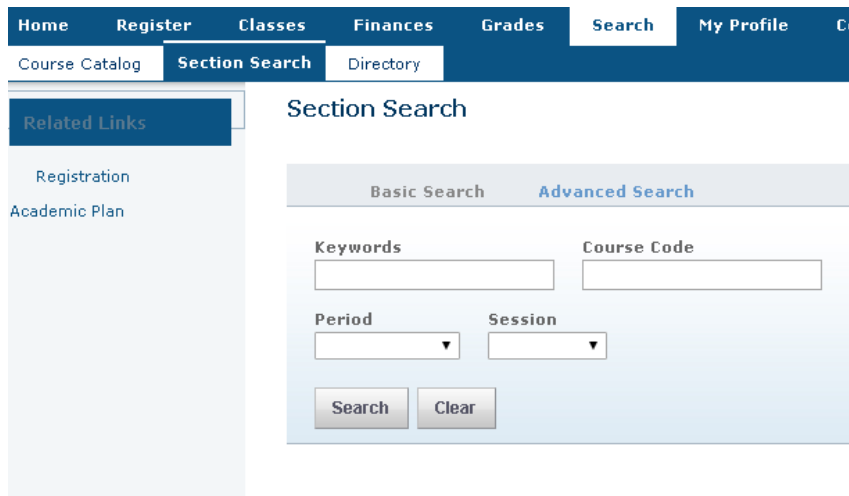 Home Register Classes Finances Grades Search My Profile
Course Catalog Section Search Directory
Related Links
Registration
Academic Plan
Section Search
Basic Search Advanced Search
Keywords Course Code
Period Session
Search Clear